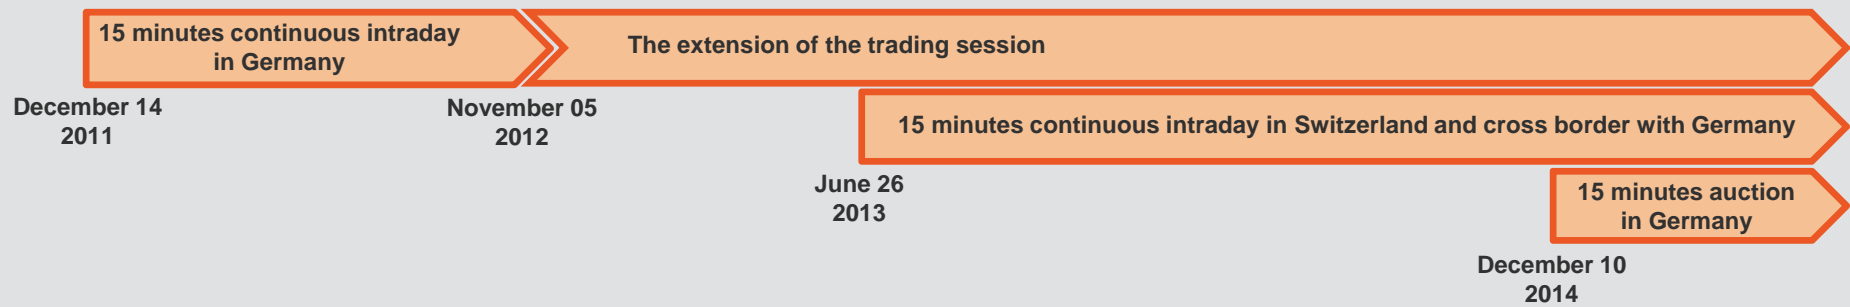 15 minutes continuous intraday
in Germany
The extension of the trading session
December 14
2011
November 05
2012
15 minutes continuous intraday in Switzerland and cross border with Germany
June 26
2013
15 minutes auction
in Germany
December 10
2014